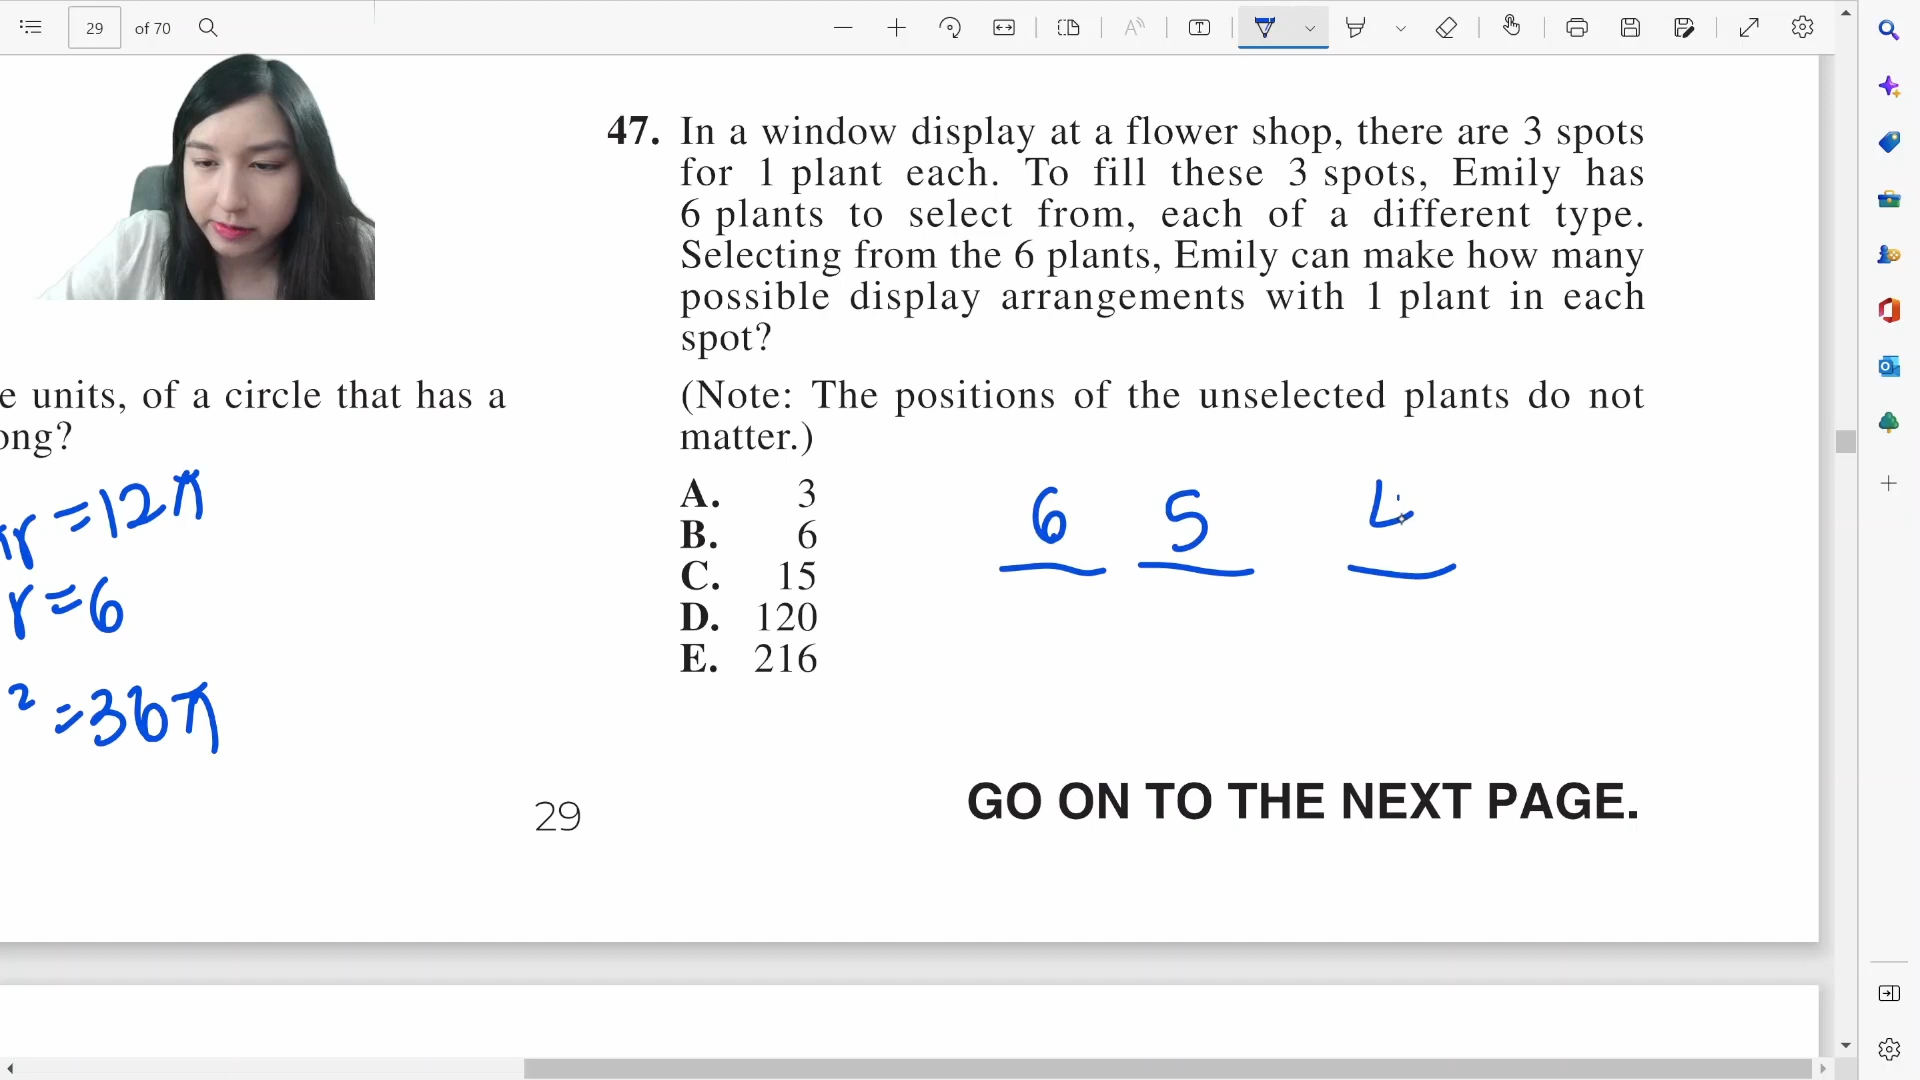 29 of 70
47. In a window display at a flower shop, there are 3 spots
for 1 plant each. To fill these 3 spots, Emily has
6 plants to select from, each of a different type.
Selecting from the 6 plants, Emily can make how many
possible display arrangements with 1 plant in each
spot?
(Note: The positions of the unselected plants do not
matter.)
A. 3
B. 6
C. 15
D. 120
E. 216
6 5 4
e units, of a circle that has a
ong?
r =12π
r=6
² =36π
29
GO ON TO THE NEXT PAGE.